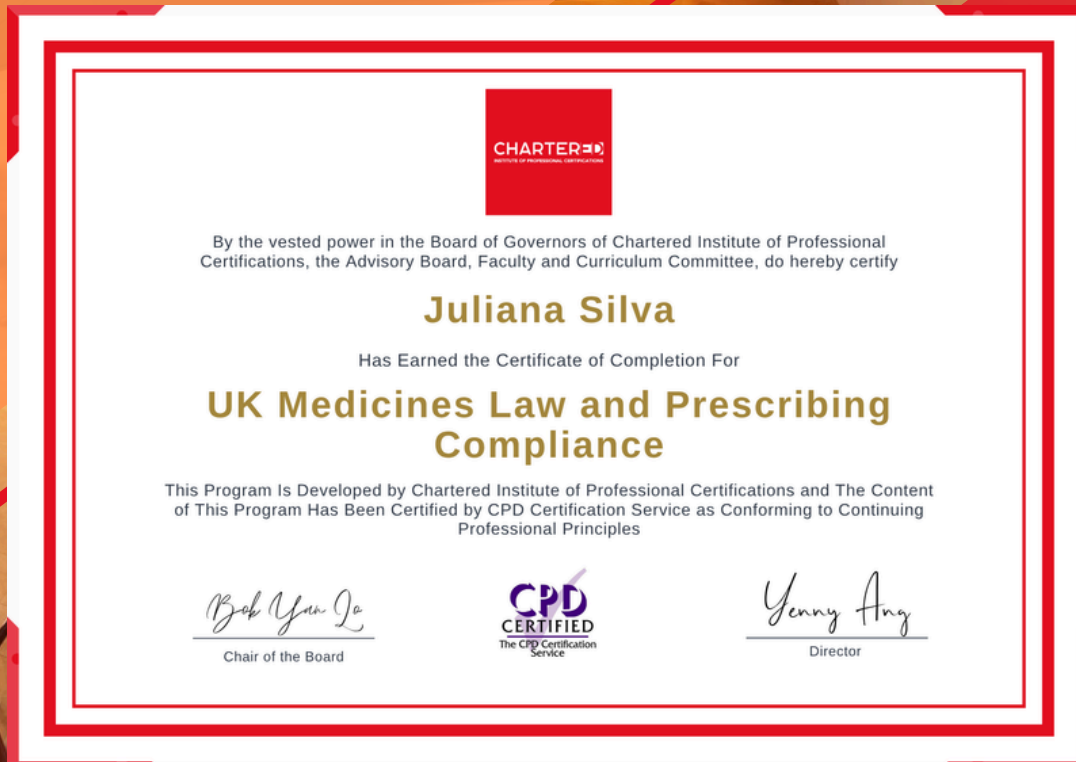 CHARTERED
INSTITUTE OF PROFESSIONAL CERTIFICATIONS
By the vested power in the Board of Governors of Chartered Institute of Professional
Certifications, the Advisory Board, Faculty and Curriculum Committee, do hereby certify
Juliana Silva
Has Earned the Certificate of Completion For
UK Medicines Law and Prescribing
Compliance
This Program Is Developed by Chartered Institute of Professional Certifications and The Content
of This Program Has Been Certified by CPD Certification Service as Conforming to Continuing
Professional Principles
Bok Yan Lo
Chair of the Board
CPD
CERTIFIED
The CPD Certification
Service
Yenny Ang
Director